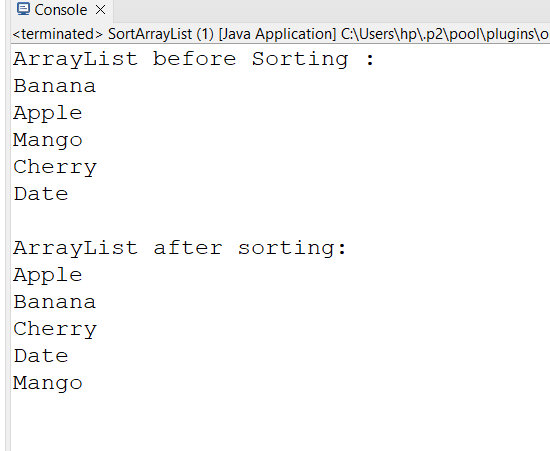 Console
<terminated> SortArrayList (1) [Java Application] C:\Users\hp\.p2\pool\plugins\o
ArrayList before Sorting :
Banana
Apple
Mango
Cherry
Date
ArrayList after sorting:
Apple
Banana
Cherry
Date
Mango